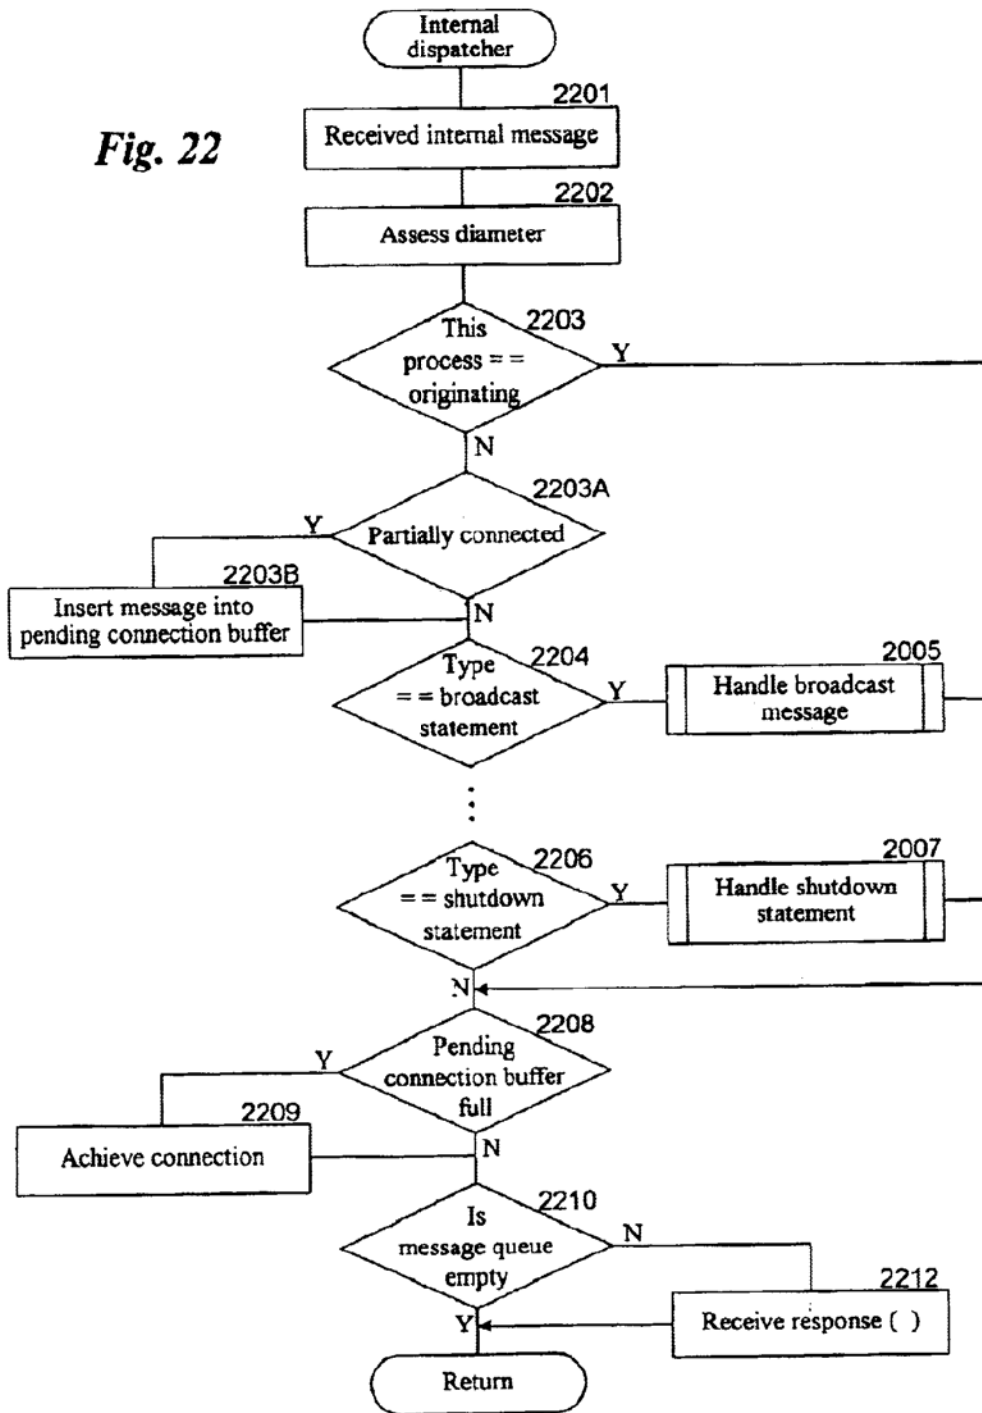 Internal
dispatcher
2201
Received internal message
Fig. 22
2202
Assess diameter
2203
This
process = =
originating
Y
N
2203A
Partially connected
Y
2203B
Insert message into
pending connection buffer
N
2204
Type
= = broadcast
statement
Y
2005
Handle broadcast
message
2206
Type
= = shutdown
statement
Y
2007
Handle shutdown
statement
N
2208
Pending
connection buffer
full
Y
2209
Achieve connection
N
2210
Is
message queue
empty
N
2212
Receive response ( )
Y
Return